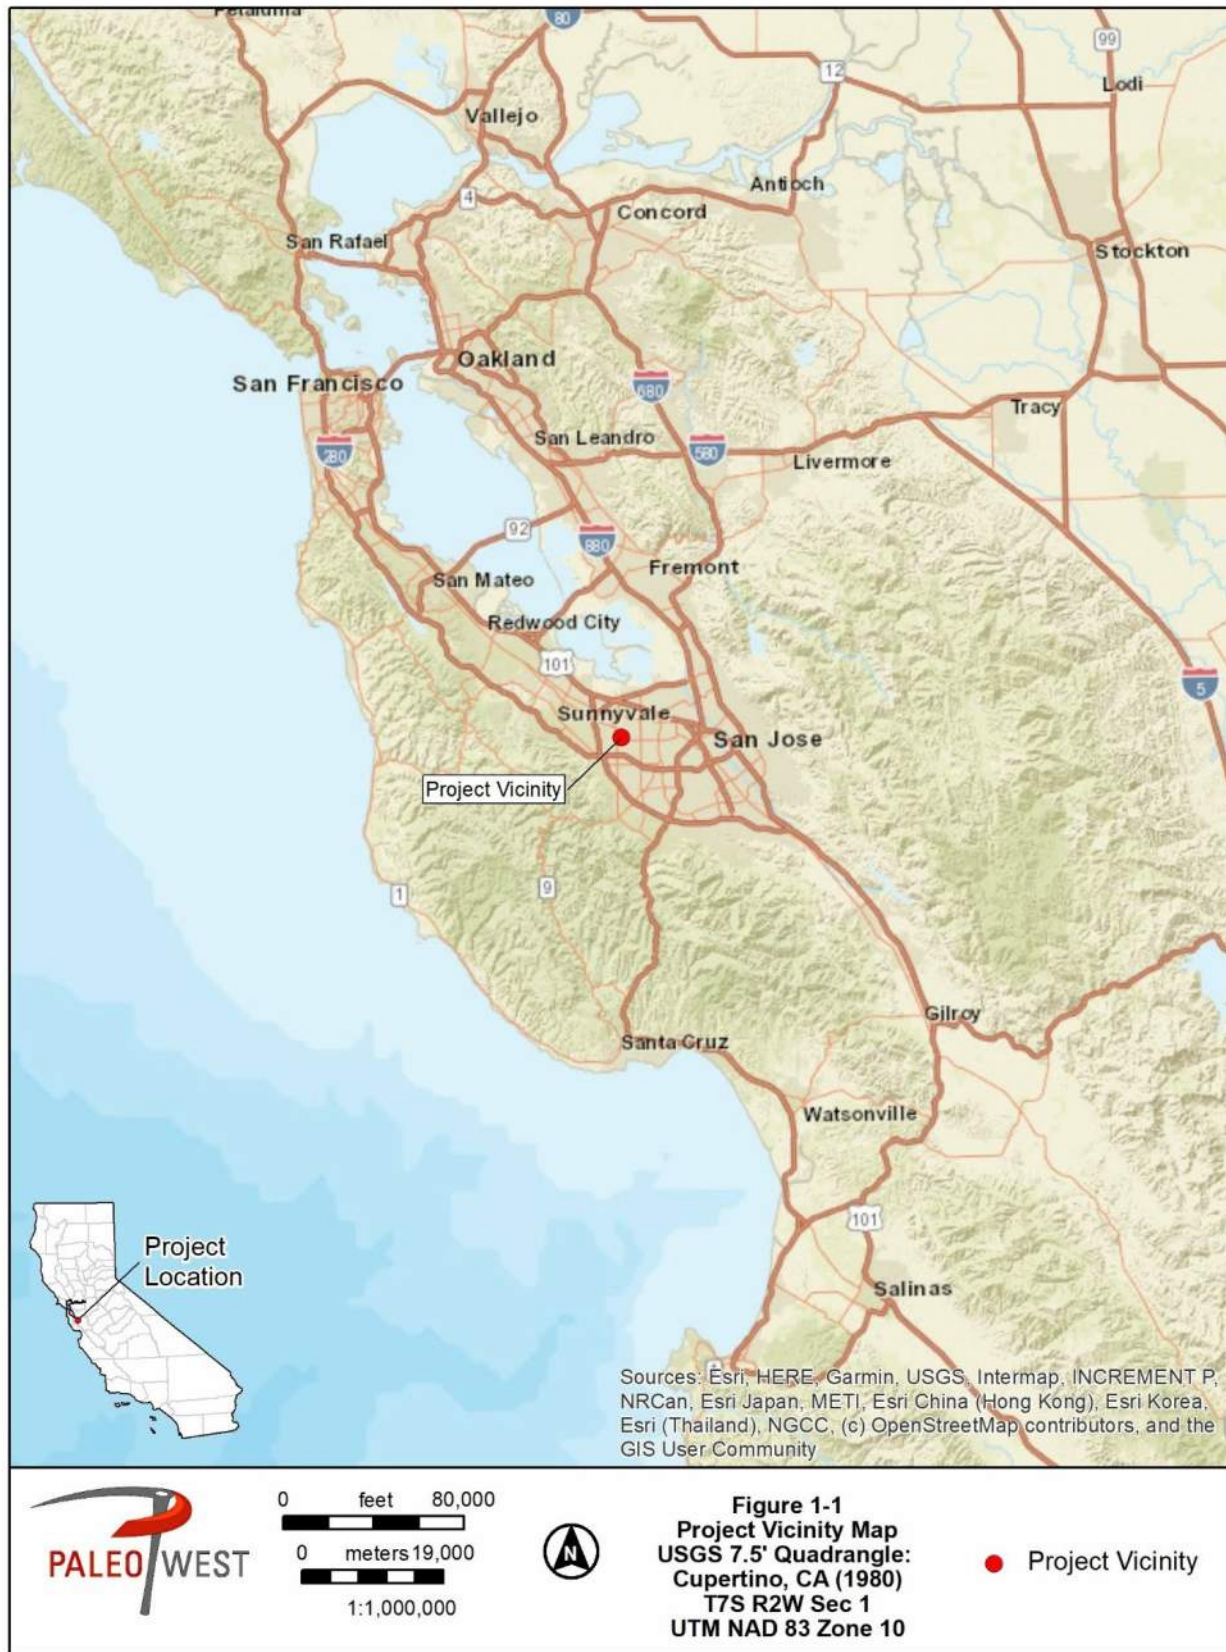 Petaluma
80
99
12
Lodi
Vallejo
Antioch
4
Concord
San Rafael
Stockton
Oakland
San Francisco
680
Tracy
San Leandro
580
280
Livermore
92
880
Fremont
San Mateo
Redwood City
101
5
Sunnyvale
San Jose
Project Vicinity
1
9
Gilroy
Santa Cruz
Watsonville
101
Project
Location
Salinas
Sources: Esri, HERE, Garmin, USGS, Intermap, INCREMENT P,
NRCan, Esri Japan, METI, Esri China (Hong Kong), Esri Korea,
Esri (Thailand), NGCC, (c) OpenStreetMap contributors, and the
GIS User Community
PALEO WEST
0 feet 80,000
0 meters 19,000
1:1,000,000
N
Figure 1-1
Project Vicinity Map
USGS 7.5' Quadrangle:
Cupertino, CA (1980)
T7S R2W Sec 1
UTM NAD 83 Zone 10
Project Vicinity